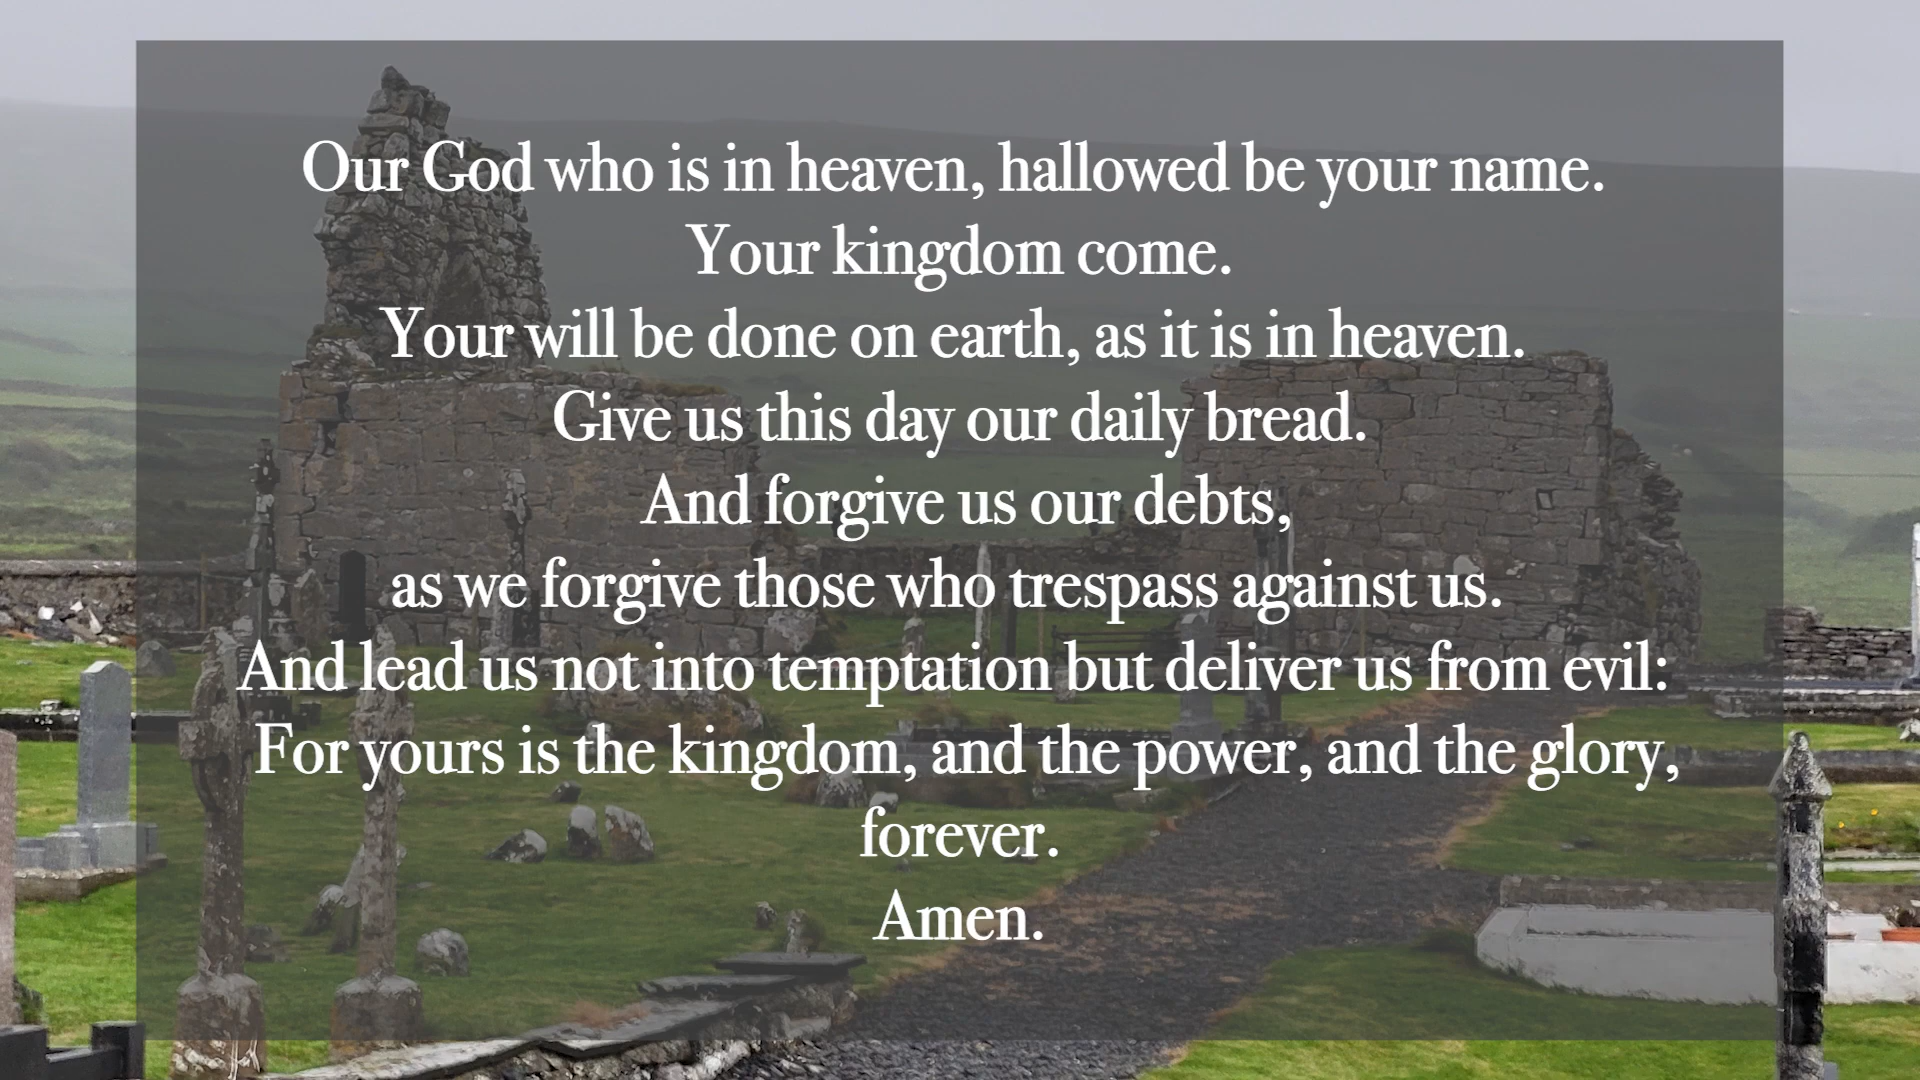 Our God who is in heaven, hallowed be your name.
Your kingdom come.
Your will be done on earth, as it is in heaven.
Give us this day our daily bread.
And forgive us our debts,
as we forgive those who trespass against us.
And lead us not into temptation but deliver us from evil:
For yours is the kingdom, and the power, and the glory,
forever.
Amen.